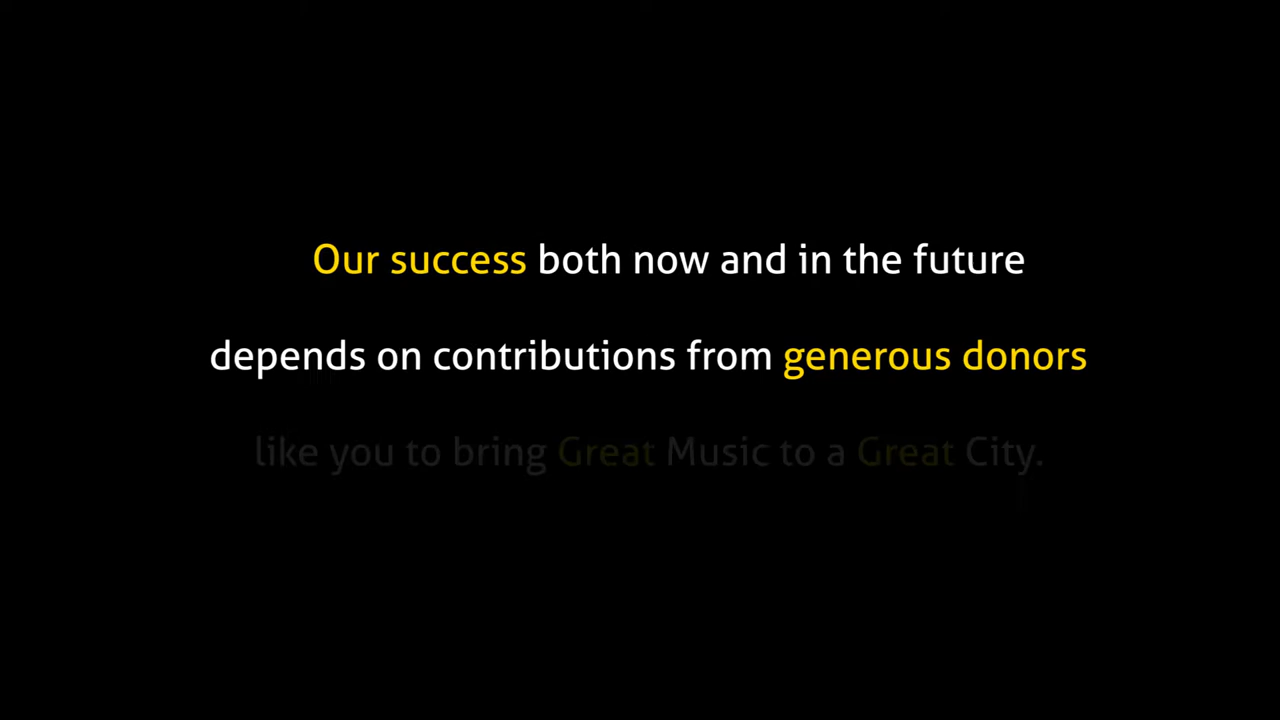 Our success both now and in the future
depends on contributions from generous donors
like you to bring Great Music to a Great City.